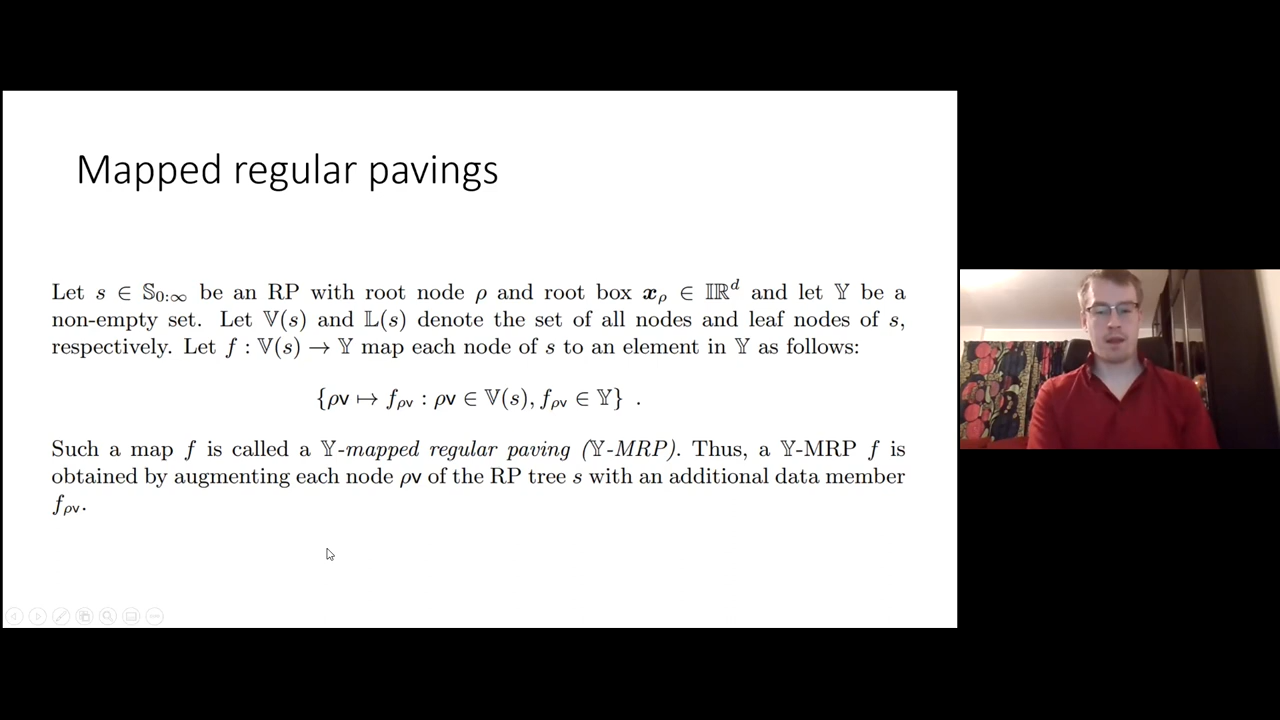 Mapped regular pavings
Let s ∈ 𝕊₀:∞ be an RP with root node ρ and root box 𝒙ρ ∈ 𝕀ℝᵈ and let 𝕐 be a
non-empty set. Let 𝕍(s) and 𝕃(s) denote the set of all nodes and leaf nodes of s,
respectively. Let f : 𝕍(s) → 𝕐 map each node of s to an element in 𝕐 as follows:
{ρv ↦ fρv : ρv ∈ 𝕍(s), fρv ∈ 𝕐} .
Such a map f is called a 𝕐-mapped regular paving (𝕐-MRP). Thus, a 𝕐-MRP f is
obtained by augmenting each node ρv of the RP tree s with an additional data member
fρv.